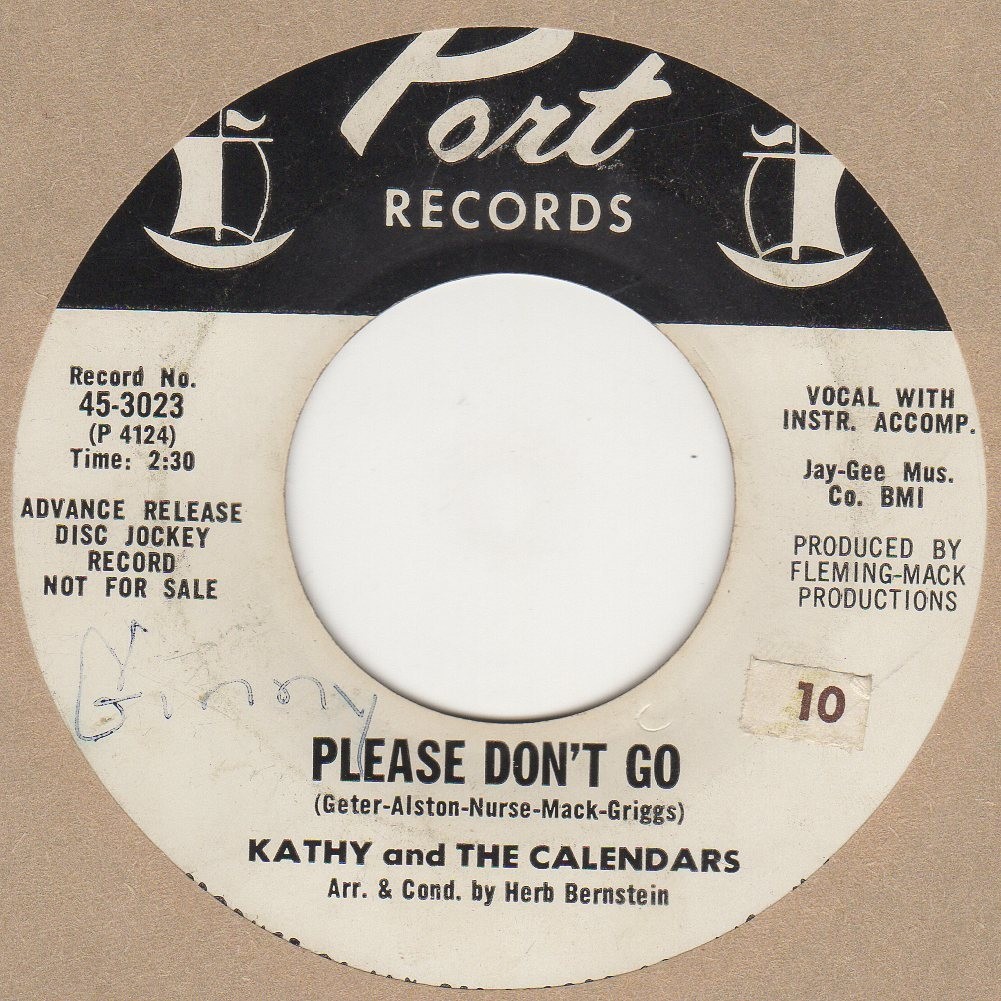 Port
RECORDS
Record No.
45-3023
(P 4124)
Time: 2:30
ADVANCE RELEASE
DISC JOCKEY
RECORD
NOT FOR SALE
VOCAL WITH
INSTR. ACCOMP.
Jay-Gee Mus.
Co. BMI
PRODUCED BY
FLEMING-MACK
PRODUCTIONS
Ginny
10
PLEASE DON'T GO
(Geter-Alston-Nurse-Mack-Griggs)
KATHY and THE CALENDARS
Arr. & Cond. by Herb Bernstein